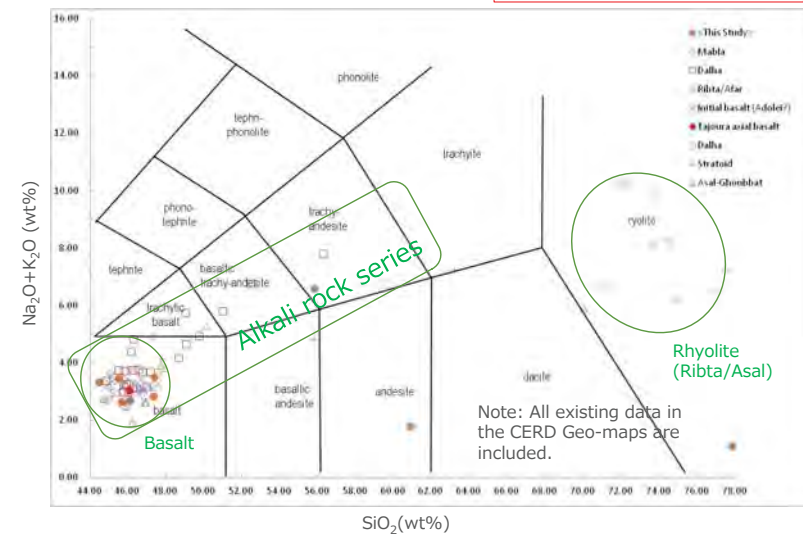 16.00
14.00
12.00
10.00
8.00
6.00
4.00
2.00
0.00
Na2O+K2O (wt%)
44.00 46.00 48.00 50.00 52.00 54.00 56.00 58.00 60.00 62.00 64.00 66.00 68.00 70.00 72.00 74.00 76.00 78.00
SiO2(wt%)
phonolite
tephri-
phonolite
trachyite
phono-
tephrite
trachy-
andesite
ryolite
tephrite
basaltic
trachy-andesite
trachytic
basalt
basalt
basaltic
andesite
andesite
dacite
Alkali rock series
Basalt
Rhyolite
(Ribta/Asal)
Note: All existing data in
the CERD Geo-maps are
included.
This Study
Mabla
Dalha
Ribta/Afar
Initial basalt (Adolei?)
Tajoura axial basalt
Dalha
Stratoid
Asal-Ghoubbat